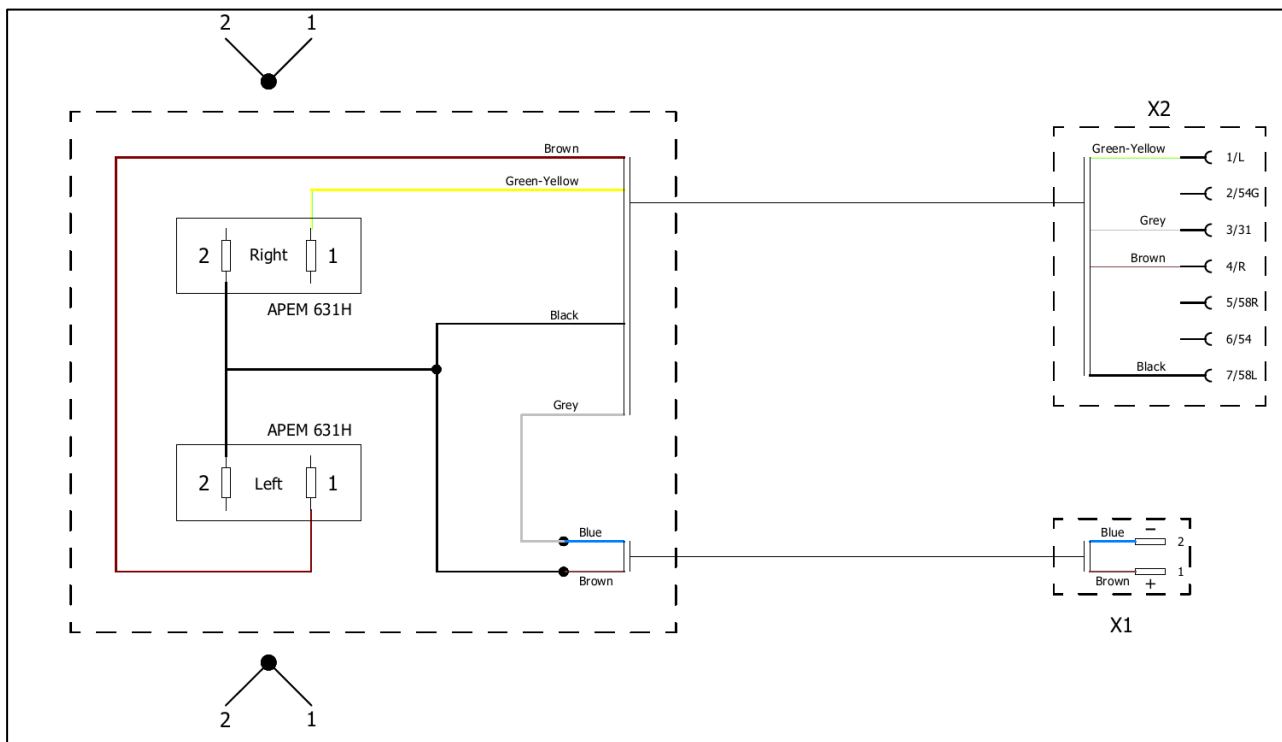 2 1
X2
Brown
Green-Yellow
Green-Yellow 1/L
2/54G
2 Right 1
Grey 3/31
Brown 4/R
APEM 631H
5/58R
Black
6/54
Black 7/58L
Grey
APEM 631H
2 Left 1
Blue
Blue - 2
Brown
Brown + 1
X1
2 1